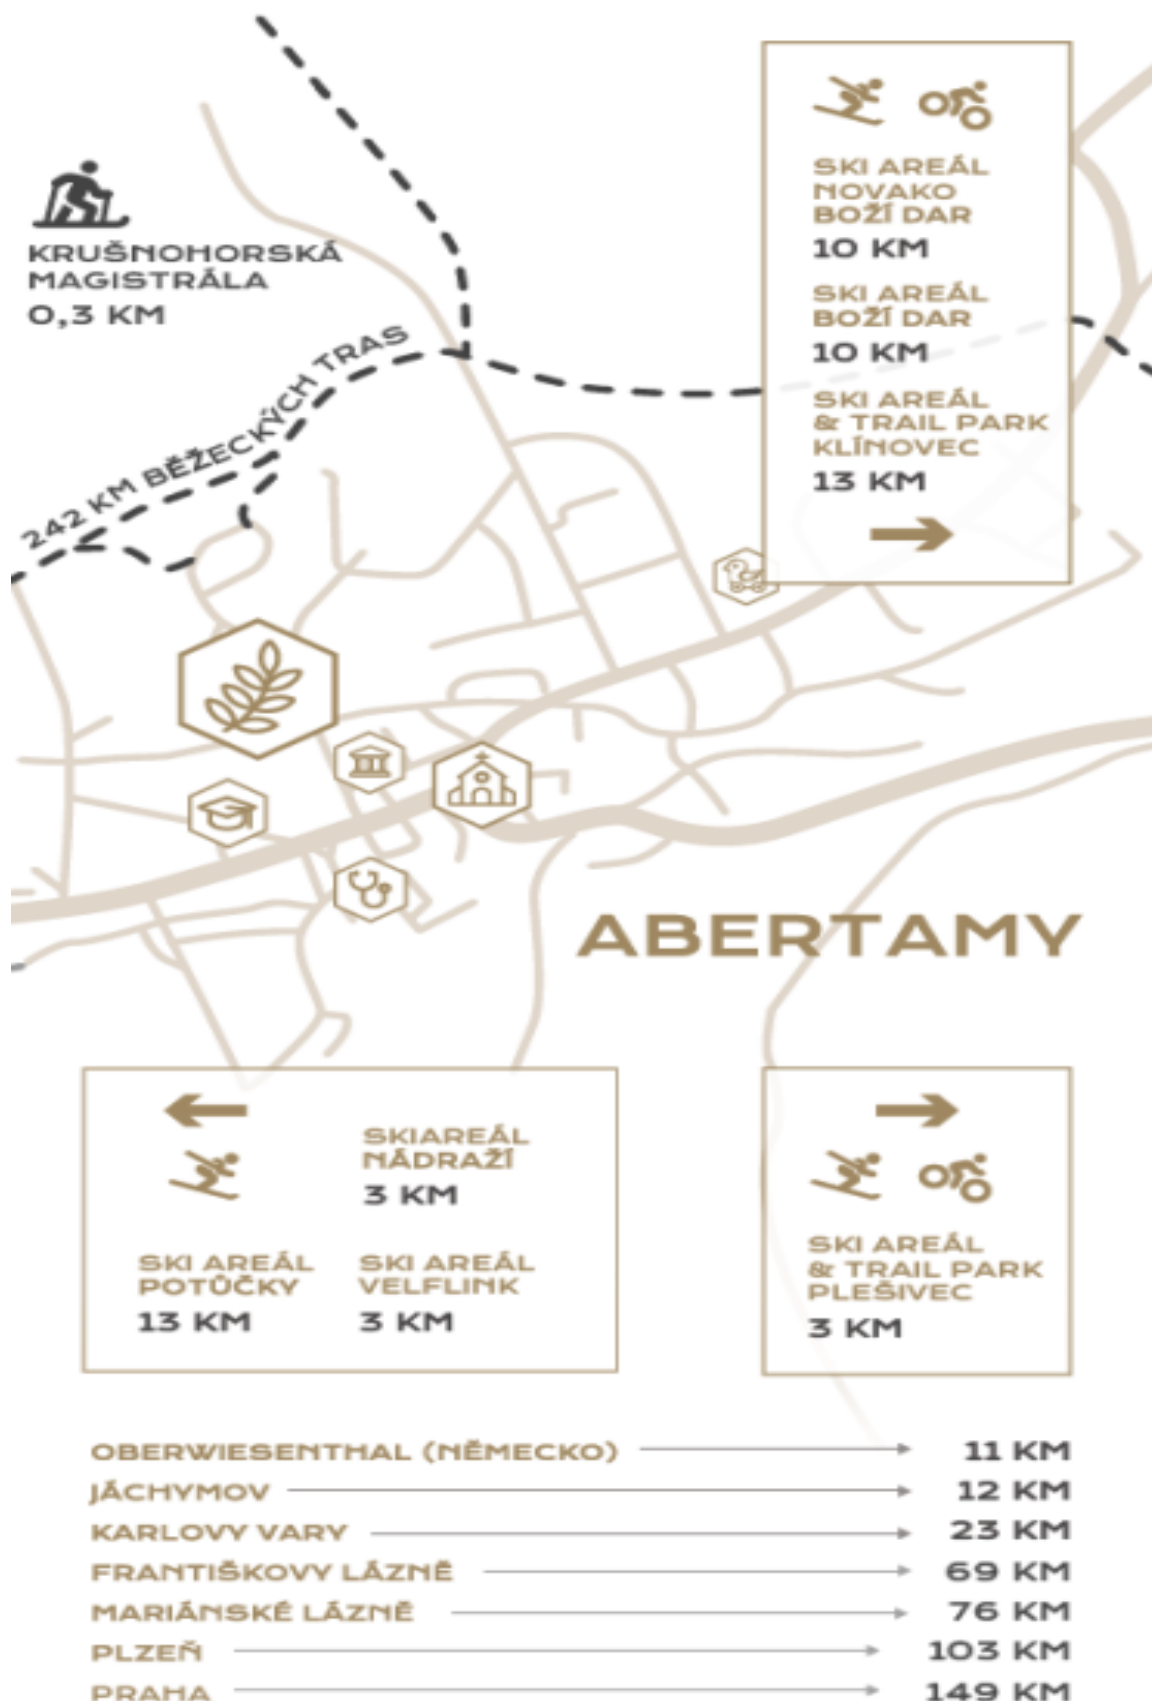 SKI AREÁL
NOVAKO
BOŽÍ DAR
10 KM
SKI AREÁL
BOŽÍ DAR
10 KM
SKI AREÁL
& TRAIL PARK
KLÍNOVEC
13 KM
KRUŠNOHORSKÁ
MAGISTRÁLA
0,3 KM
242 KM BĚŽECKÝCH TRAS
ABERTAMY
SKIAREÁL
NÁDRAŽÍ
3 KM
SKI AREÁL
POTŮČKY
13 KM
SKI AREÁL
VELFLINK
3 KM
SKI AREÁL
& TRAIL PARK
PLEŠIVEC
3 KM
OBERWIESENTHAL (NĚMECKO) 11 KM
JÁCHYMOV 12 KM
KARLOVY VARY 23 KM
FRANTIŠKOVY LÁZNĚ 69 KM
MARIÁNSKÉ LÁZNĚ 76 KM
PLZEŇ 103 KM
PRAHA 149 KM